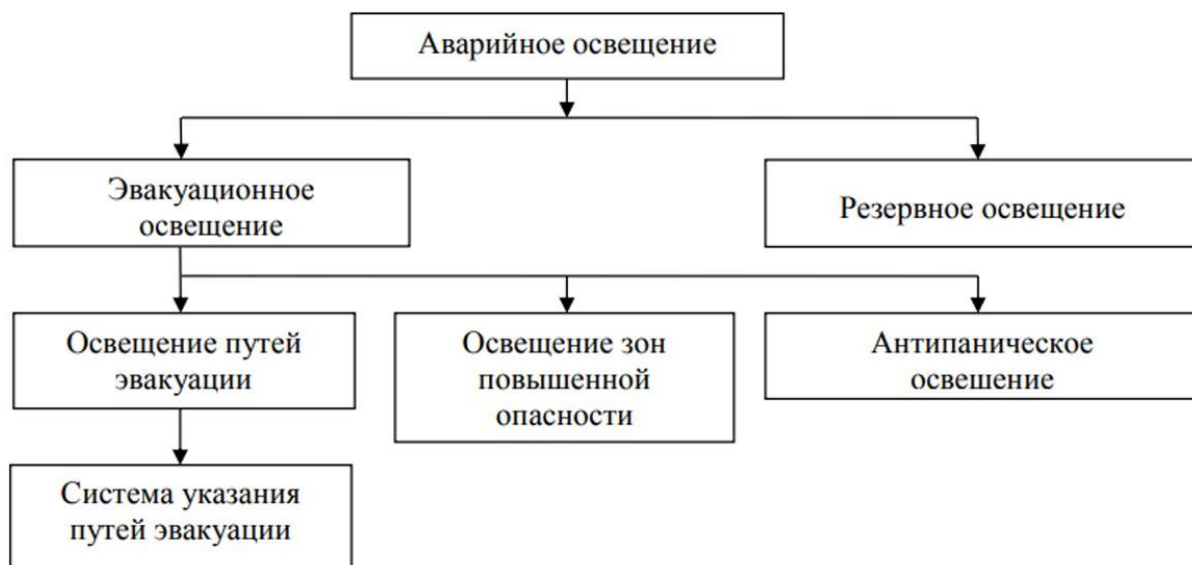 Аварийное освещение
Эвакуационное
освещение
Резервное освещение
Освещение путей
эвакуации
Освещение зон
повышенной
опасности
Антипаническое
освешение
Система указания
путей эвакуации